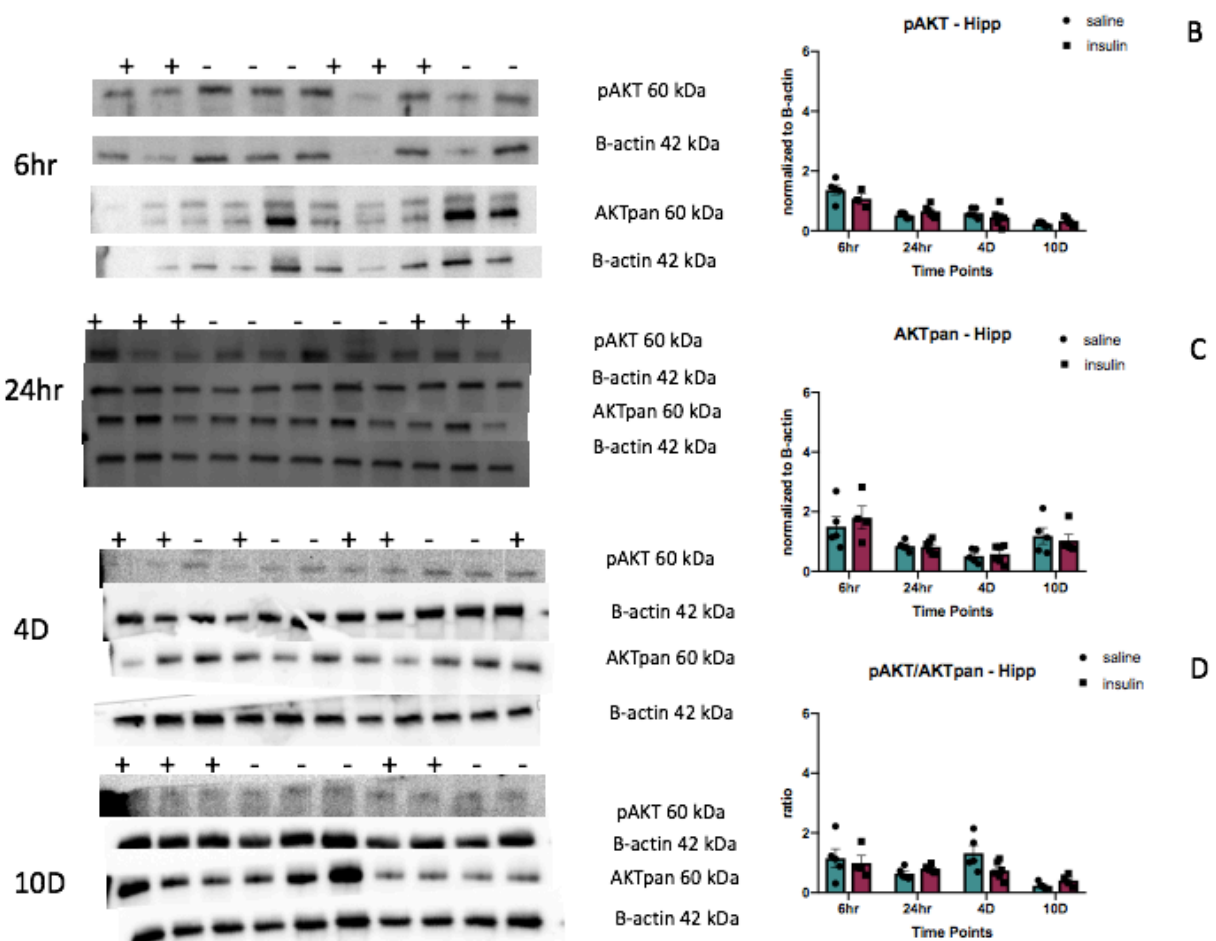 + + - - - + + + - -
6hr
pAKT 60 kDa
B-actin 42 kDa
AKTpan 60 kDa
B-actin 42 kDa
+ + + - - - - - + + +
24hr
pAKT 60 kDa
B-actin 42 kDa
AKTpan 60 kDa
B-actin 42 kDa
+ + - + - - + + - - +
4D
pAKT 60 kDa
B-actin 42 kDa
AKTpan 60 kDa
B-actin 42 kDa
+ + + - - - + + - -
10D
pAKT 60 kDa
B-actin 42 kDa
AKTpan 60 kDa
B-actin 42 kDa
pAKT - Hipp
saline
insulin
B
normalized to B-actin
6
4
2
0
6hr 24hr 4D 10D
Time Points
AKTpan - Hipp
saline
insulin
C
normalized to B-actin
6
4
2
0
6hr 24hr 4D 10D
Time Points
pAKT/AKTpan - Hipp
saline
insulin
D
ratio
6
4
2
0
6hr 24hr 4D 10D
Time Points